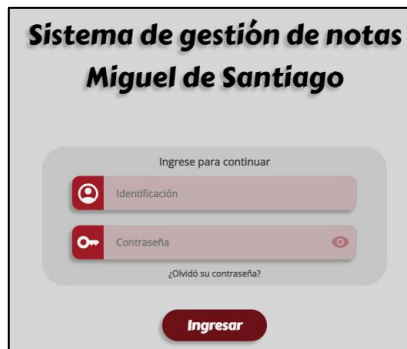 Sistema de gestión de notas
Miguel de Santiago
Ingrese para continuar
Identificación
Contraseña
¿Olvidó su contraseña?
Ingresar